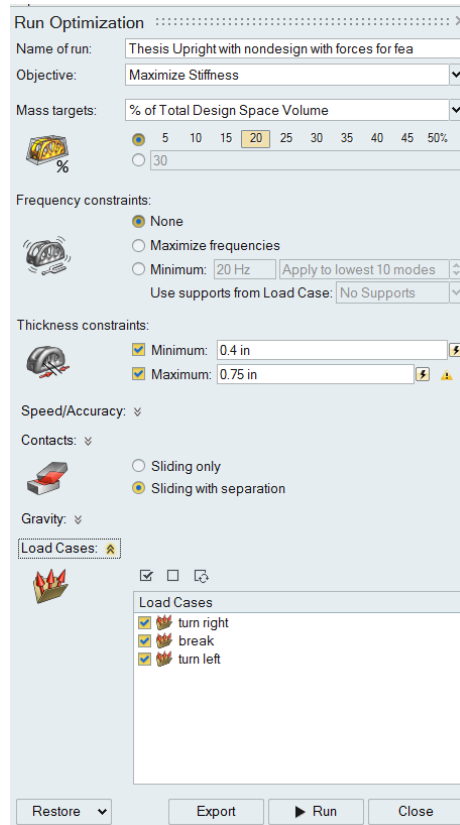 Run Optimization
Name of run: Thesis Upright with nondesign with forces for fea
Objective: Maximize Stiffness
Mass targets: % of Total Design Space Volume
5 10 15 20 25 30 35 40 45 50%
30
%
Frequency constraints:
None
Maximize frequencies
Minimum: 20 Hz Apply to lowest 10 modes
Use supports from Load Case: No Supports
Thickness constraints:
Minimum: 0.4 in
Maximum: 0.75 in
Speed/Accuracy:
Contacts:
Sliding only
Sliding with separation
Gravity:
Load Cases:
Load Cases
turn right
break
turn left
Restore Export Run Close